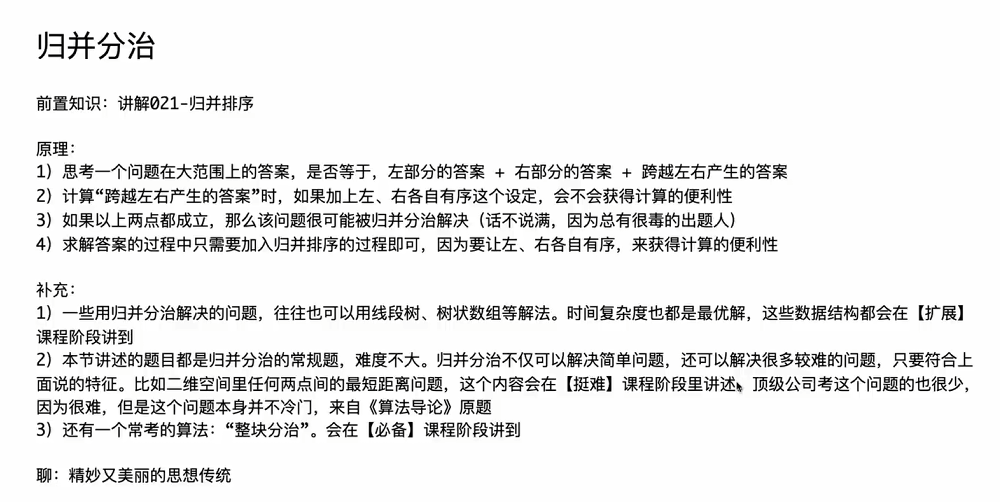 归并分治
前置知识：讲解021-归并排序
原理：
1）思考一个问题在大范围上的答案，是否等于，左部分的答案 + 右部分的答案 + 跨越左右产生的答案
2）计算“跨越左右产生的答案”时，如果加上左、右各自有序这个设定，会不会获得计算的便利性
3）如果以上两点都成立，那么该问题很可能被归并分治解决（话不说满，因为总有很毒的出题人）
4）求解答案的过程中只需要加入归并排序的过程即可，因为要让左、右各自有序，来获得计算的便利性
补充：
1）一些用归并分治解决的问题，往往也可以用线段树、树状数组等解法。时间复杂度也都是最优解，这些数据结构都会在【扩展】
课程阶段讲到
2）本节讲述的题目都是归并分治的常规题，难度不大。归并分治不仅可以解决简单问题，还可以解决很多较难的问题，只要符合上
面说的特征。比如二维空间里任何两点间的最短距离问题，这个内容会在【挺难】课程阶段里讲述。顶级公司考这个问题的也很少，
因为很难，但是这个问题本身并不冷门，来自《算法导论》原题
3）还有一个常考的算法：“整块分治”。会在【必备】课程阶段讲到
聊：精妙又美丽的思想传统